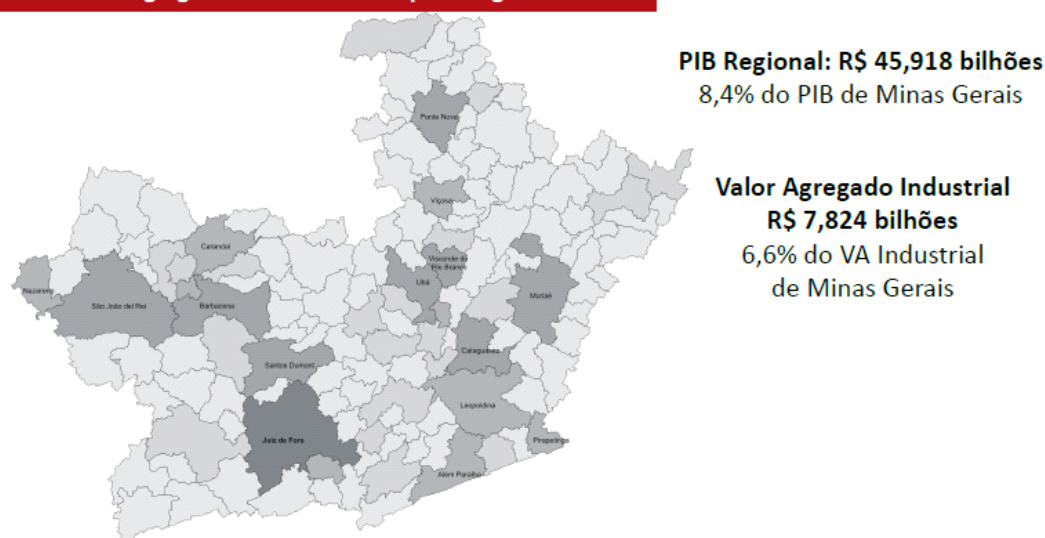 PIB Regional: R$ 45,918 bilhões
8,4% do PIB de Minas Gerais
Valor Agregado Industrial
R$ 7,824 bilhões
6,6% do VA Industrial
de Minas Gerais
Ponte Nova
Viçosa
Carandaí
Visconde do
Rio Branco
Ubá
Nazareno
São João del Rei
Barbacena
Muriaé
Cataguases
Santos Dumont
Leopoldina
Juiz de Fora
Pirapetinga
Além Paraíba